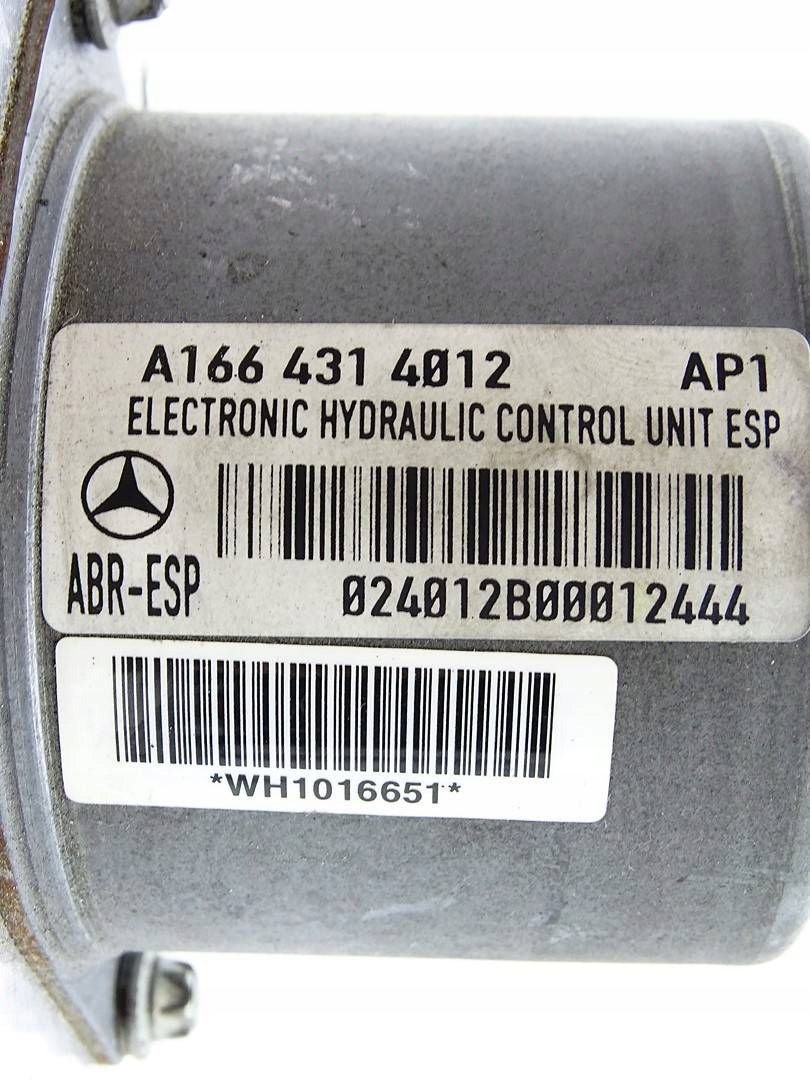 A166 431 4012 AP1
ELECTRONIC HYDRAULIC CONTROL UNIT ESP
ABR-ESP 024012B00012444
*WH1016651*